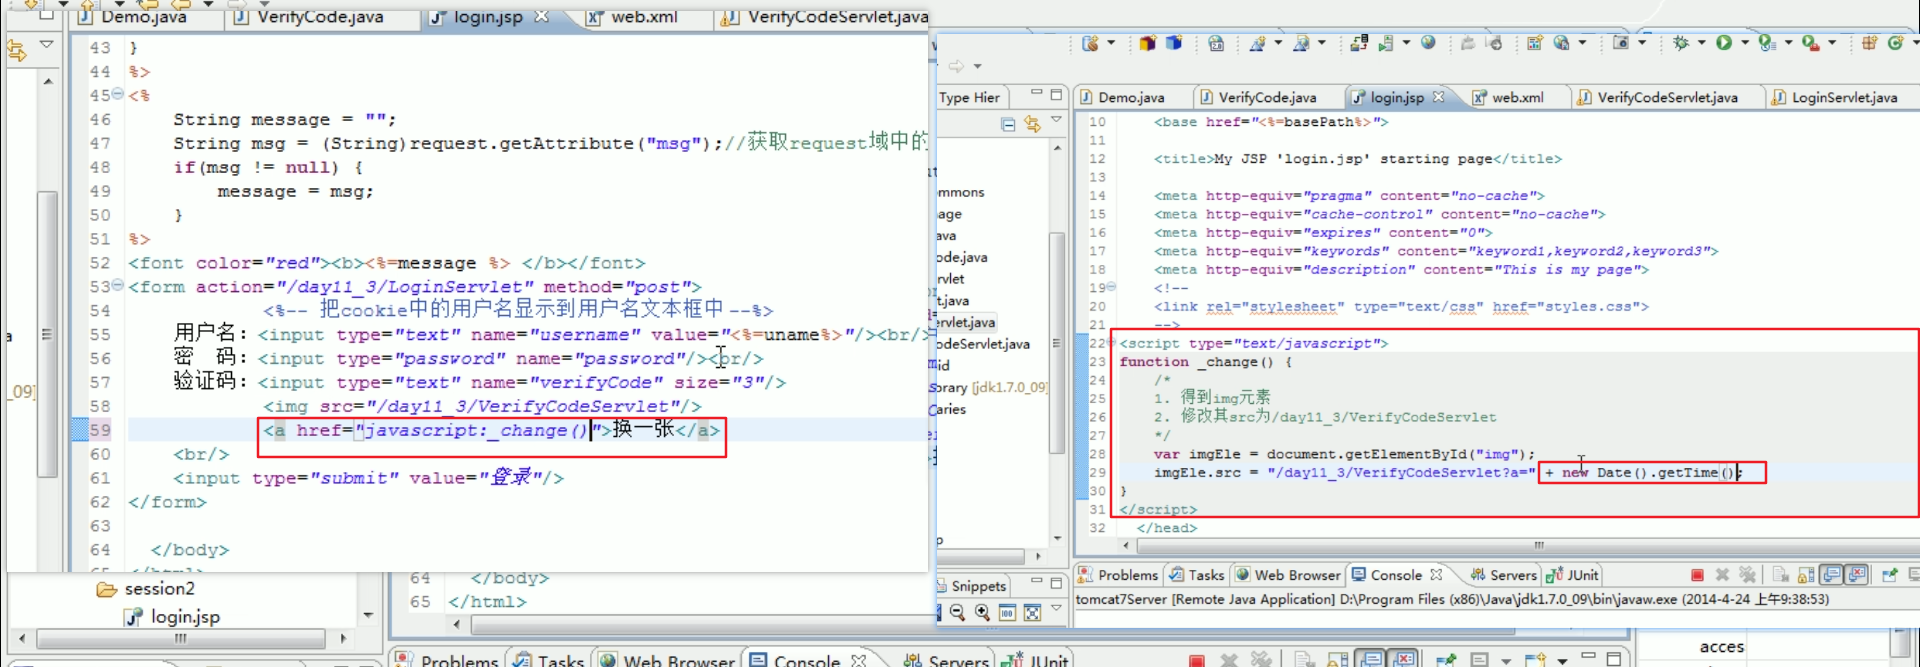 Demo.java VerifyCode.java login.jsp web.xml VerifyCodeServlet.java
43 }
44 %>
45 <%
46 String message = "";
47 String msg = (String)request.getAttribute("msg");//获取request域中的
48 if(msg != null) {
49 message = msg;
50 }
51 %>
52 <font color="red"><b><%=message %> </b></font>
53 <form action="/day11_3/LoginServlet" method="post">
54 <%-- 把cookie中的用户名显示到用户名文本框中 --%>
55 用户名：<input type="text" name="username" value="<%=uname%>"/><br/>
56 密　码：<input type="password" name="password"/><br/>
57 验证码：<input type="text" name="verifyCode" size="3"/>
58 <img src="/day11_3/VerifyCodeServlet"/>
59 <a href="javascript:_change()">换一张</a>
60 <br/>
61 <input type="submit" value="登录"/>
62 </form>
63
64 </body>
_09]
session2
login.jsp
64 </body>
65 </html>
Problems Tasks Web Browser Console Servers JUnit
Type Hier
Demo.java VerifyCode.java login.jsp web.xml VerifyCodeServlet.java LoginServlet.java
mmons
age
ava
ode.java
rvlet
t.java
ervlet.java
odeServlet.java
id
orary [jdk1.7.0_09]
aries
10 <base href="<%=basePath%>">
11
12 <title>My JSP 'login.jsp' starting page</title>
13
14 <meta http-equiv="pragma" content="no-cache">
15 <meta http-equiv="cache-control" content="no-cache">
16 <meta http-equiv="expires" content="0">
17 <meta http-equiv="keywords" content="keyword1,keyword2,keyword3">
18 <meta http-equiv="description" content="This is my page">
19 <!--
20 <link rel="stylesheet" type="text/css" href="styles.css">
21 -->
22 <script type="text/javascript">
23 function _change() {
24 /*
25 1. 得到img元素
26 2. 修改其src为/day11_3/VerifyCodeServlet
27 */
28 var imgEle = document.getElementById("img");
29 imgEle.src = "/day11_3/VerifyCodeServlet?a=" + new Date().getTime();
30 }
31 </script>
32 </head>
Snippets
Problems Tasks Web Browser Console Servers JUnit
tomcat7Server [Remote Java Application] D:\Program Files (x86)\Java\jdk1.7.0_09\bin\javaw.exe (2014-4-24 上午9:38:53)
acces